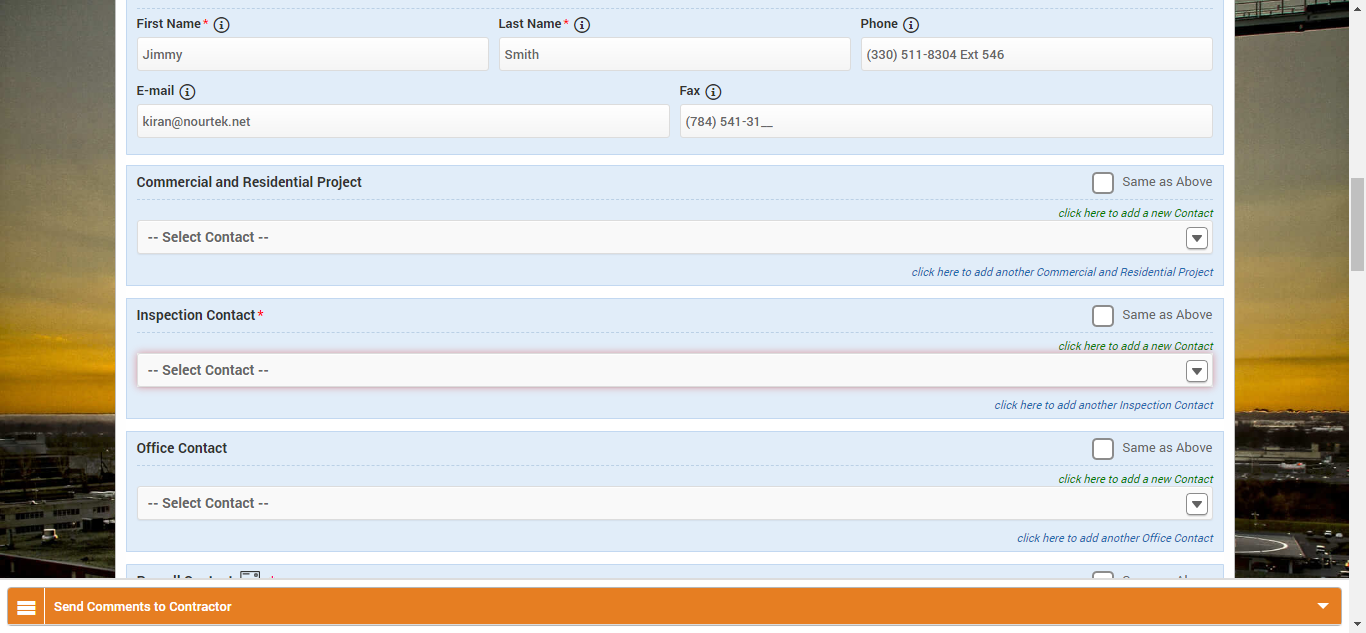 First Name * Last Name * Phone
Jimmy Smith (330) 511-8304 Ext 546
E-mail Fax
kiran@nourtek.net (784) 541-31__
Commercial and Residential Project Same as Above
click here to add a new Contact
-- Select Contact --
click here to add another Commercial and Residential Project
Inspection Contact * Same as Above
click here to add a new Contact
-- Select Contact --
click here to add another Inspection Contact
Office Contact Same as Above
click here to add a new Contact
-- Select Contact --
click here to add another Office Contact
Send Comments to Contractor